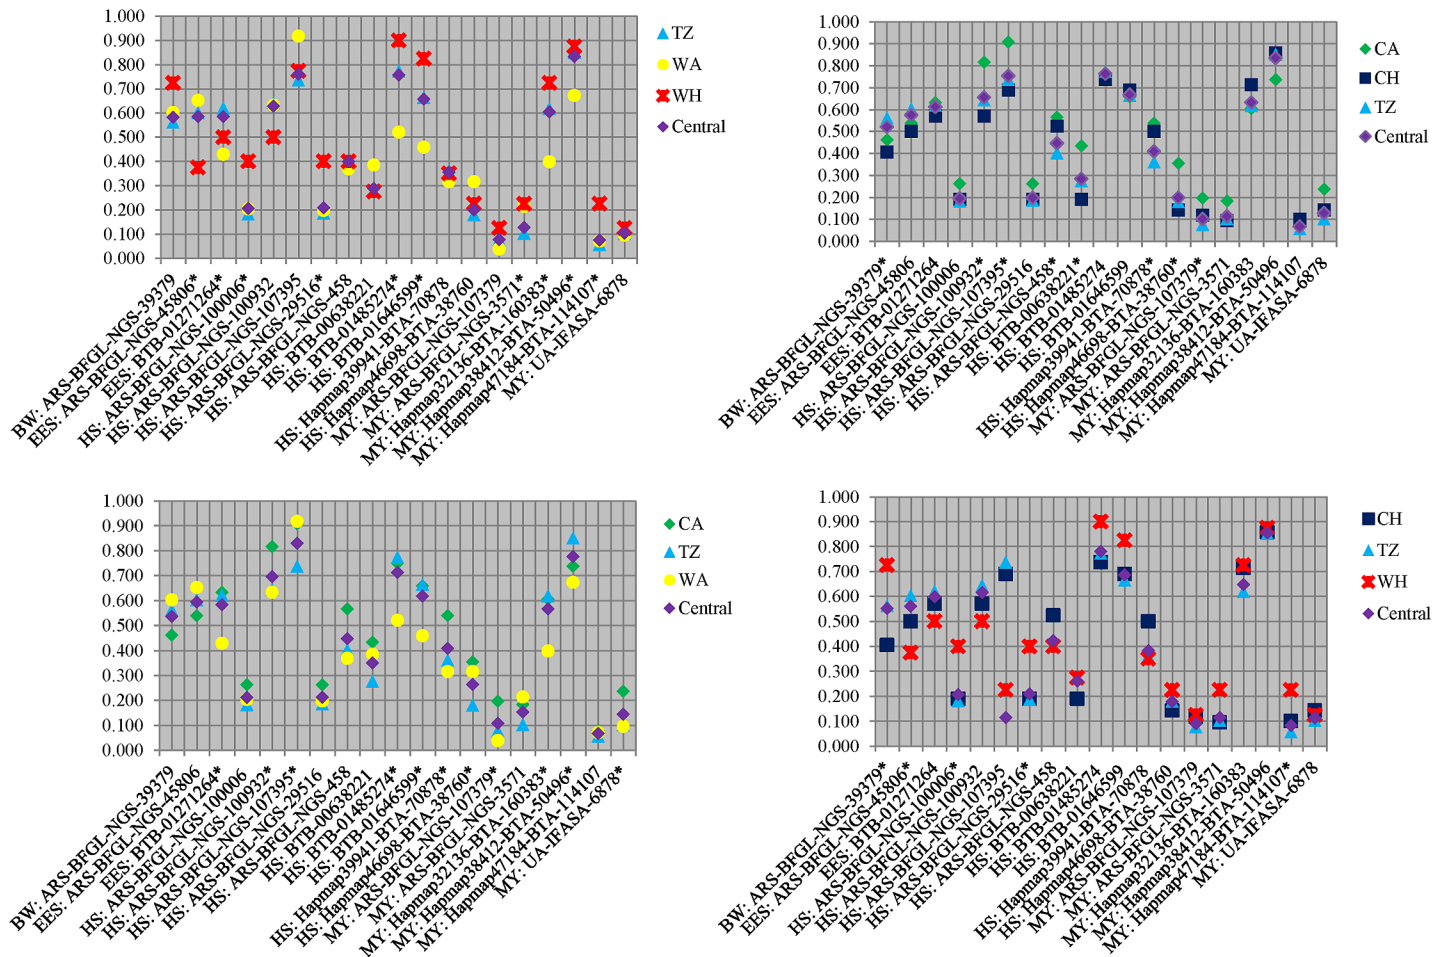 1.000
0.900
0.800
0.700
0.600
0.500
0.400
0.300
0.200
0.100
0.000
BW: ARS-BFGL-NGS-39379
EES: ARS-BFGL-NGS-45806*
EES: BTB-01271264*
HS: ARS-BFGL-NGS-100006*
HS: ARS-BFGL-NGS-100932
HS: ARS-BFGL-NGS-107395
HS: ARS-BFGL-NGS-29516*
HS: ARS-BFGL-NGS-458
HS: BTB-00638221
HS: BTB-01485274*
HS: BTB-01646599*
HS: Hapmap39941-BTA-70878
HS: Hapmap46698-BTA-38760
MY: ARS-BFGL-NGS-107379
MY: ARS-BFGL-NGS-3571*
MY: Hapmap32136-BTA-160383*
MY: Hapmap38412-BTA-50496*
MY: Hapmap47184-BTA-114107*
MY: UA-IFASA-6878
TZ
WA
WH
Central
1.000
0.900
0.800
0.700
0.600
0.500
0.400
0.300
0.200
0.100
0.000
BW: ARS-BFGL-NGS-39379*
EES: ARS-BFGL-NGS-45806
EES: BTB-01271264
HS: ARS-BFGL-NGS-100006
HS: ARS-BFGL-NGS-100932*
HS: ARS-BFGL-NGS-107395*
HS: ARS-BFGL-NGS-29516
HS: ARS-BFGL-NGS-458*
HS: BTB-00638221*
HS: BTB-01485274
HS: BTB-01646599
HS: Hapmap39941-BTA-70878*
HS: Hapmap46698-BTA-38760*
MY: ARS-BFGL-NGS-107379*
MY: ARS-BFGL-NGS-3571
MY: Hapmap32136-BTA-160383
MY: Hapmap38412-BTA-50496
MY: Hapmap47184-BTA-114107
MY: UA-IFASA-6878
CA
CH
TZ
Central
1.000
0.900
0.800
0.700
0.600
0.500
0.400
0.300
0.200
0.100
0.000
BW: ARS-BFGL-NGS-39379
EES: ARS-BFGL-NGS-45806
EES: BTB-01271264*
HS: ARS-BFGL-NGS-100006
HS: ARS-BFGL-NGS-100932*
HS: ARS-BFGL-NGS-107395*
HS: ARS-BFGL-NGS-29516
HS: ARS-BFGL-NGS-458
HS: BTB-00638221
HS: BTB-01485274*
HS: BTB-01646599*
HS: Hapmap39941-BTA-70878*
HS: Hapmap46698-BTA-38760*
MY: ARS-BFGL-NGS-107379*
MY: ARS-BFGL-NGS-3571
MY: Hapmap32136-BTA-160383*
MY: Hapmap38412-BTA-50496*
MY: Hapmap47184-BTA-114107
MY: UA-IFASA-6878*
CA
TZ
WA
Central
1.000
0.900
0.800
0.700
0.600
0.500
0.400
0.300
0.200
0.100
0.000
BW: ARS-BFGL-NGS-39379*
EES: ARS-BFGL-NGS-45806*
EES: BTB-01271264
HS: ARS-BFGL-NGS-100006*
HS: ARS-BFGL-NGS-100932
HS: ARS-BFGL-NGS-107395
HS: ARS-BFGL-NGS-29516*
HS: ARS-BFGL-NGS-458
HS: BTB-00638221
HS: BTB-01485274
HS: BTB-01646599
HS: Hapmap39941-BTA-70878
HS: Hapmap46698-BTA-38760
MY: ARS-BFGL-NGS-107379
MY: ARS-BFGL-NGS-3571
MY: Hapmap32136-BTA-160383
MY: Hapmap38412-BTA-50496
MY: Hapmap47184-BTA-114107*
MY: UA-IFASA-6878
CH
TZ
WH
Central